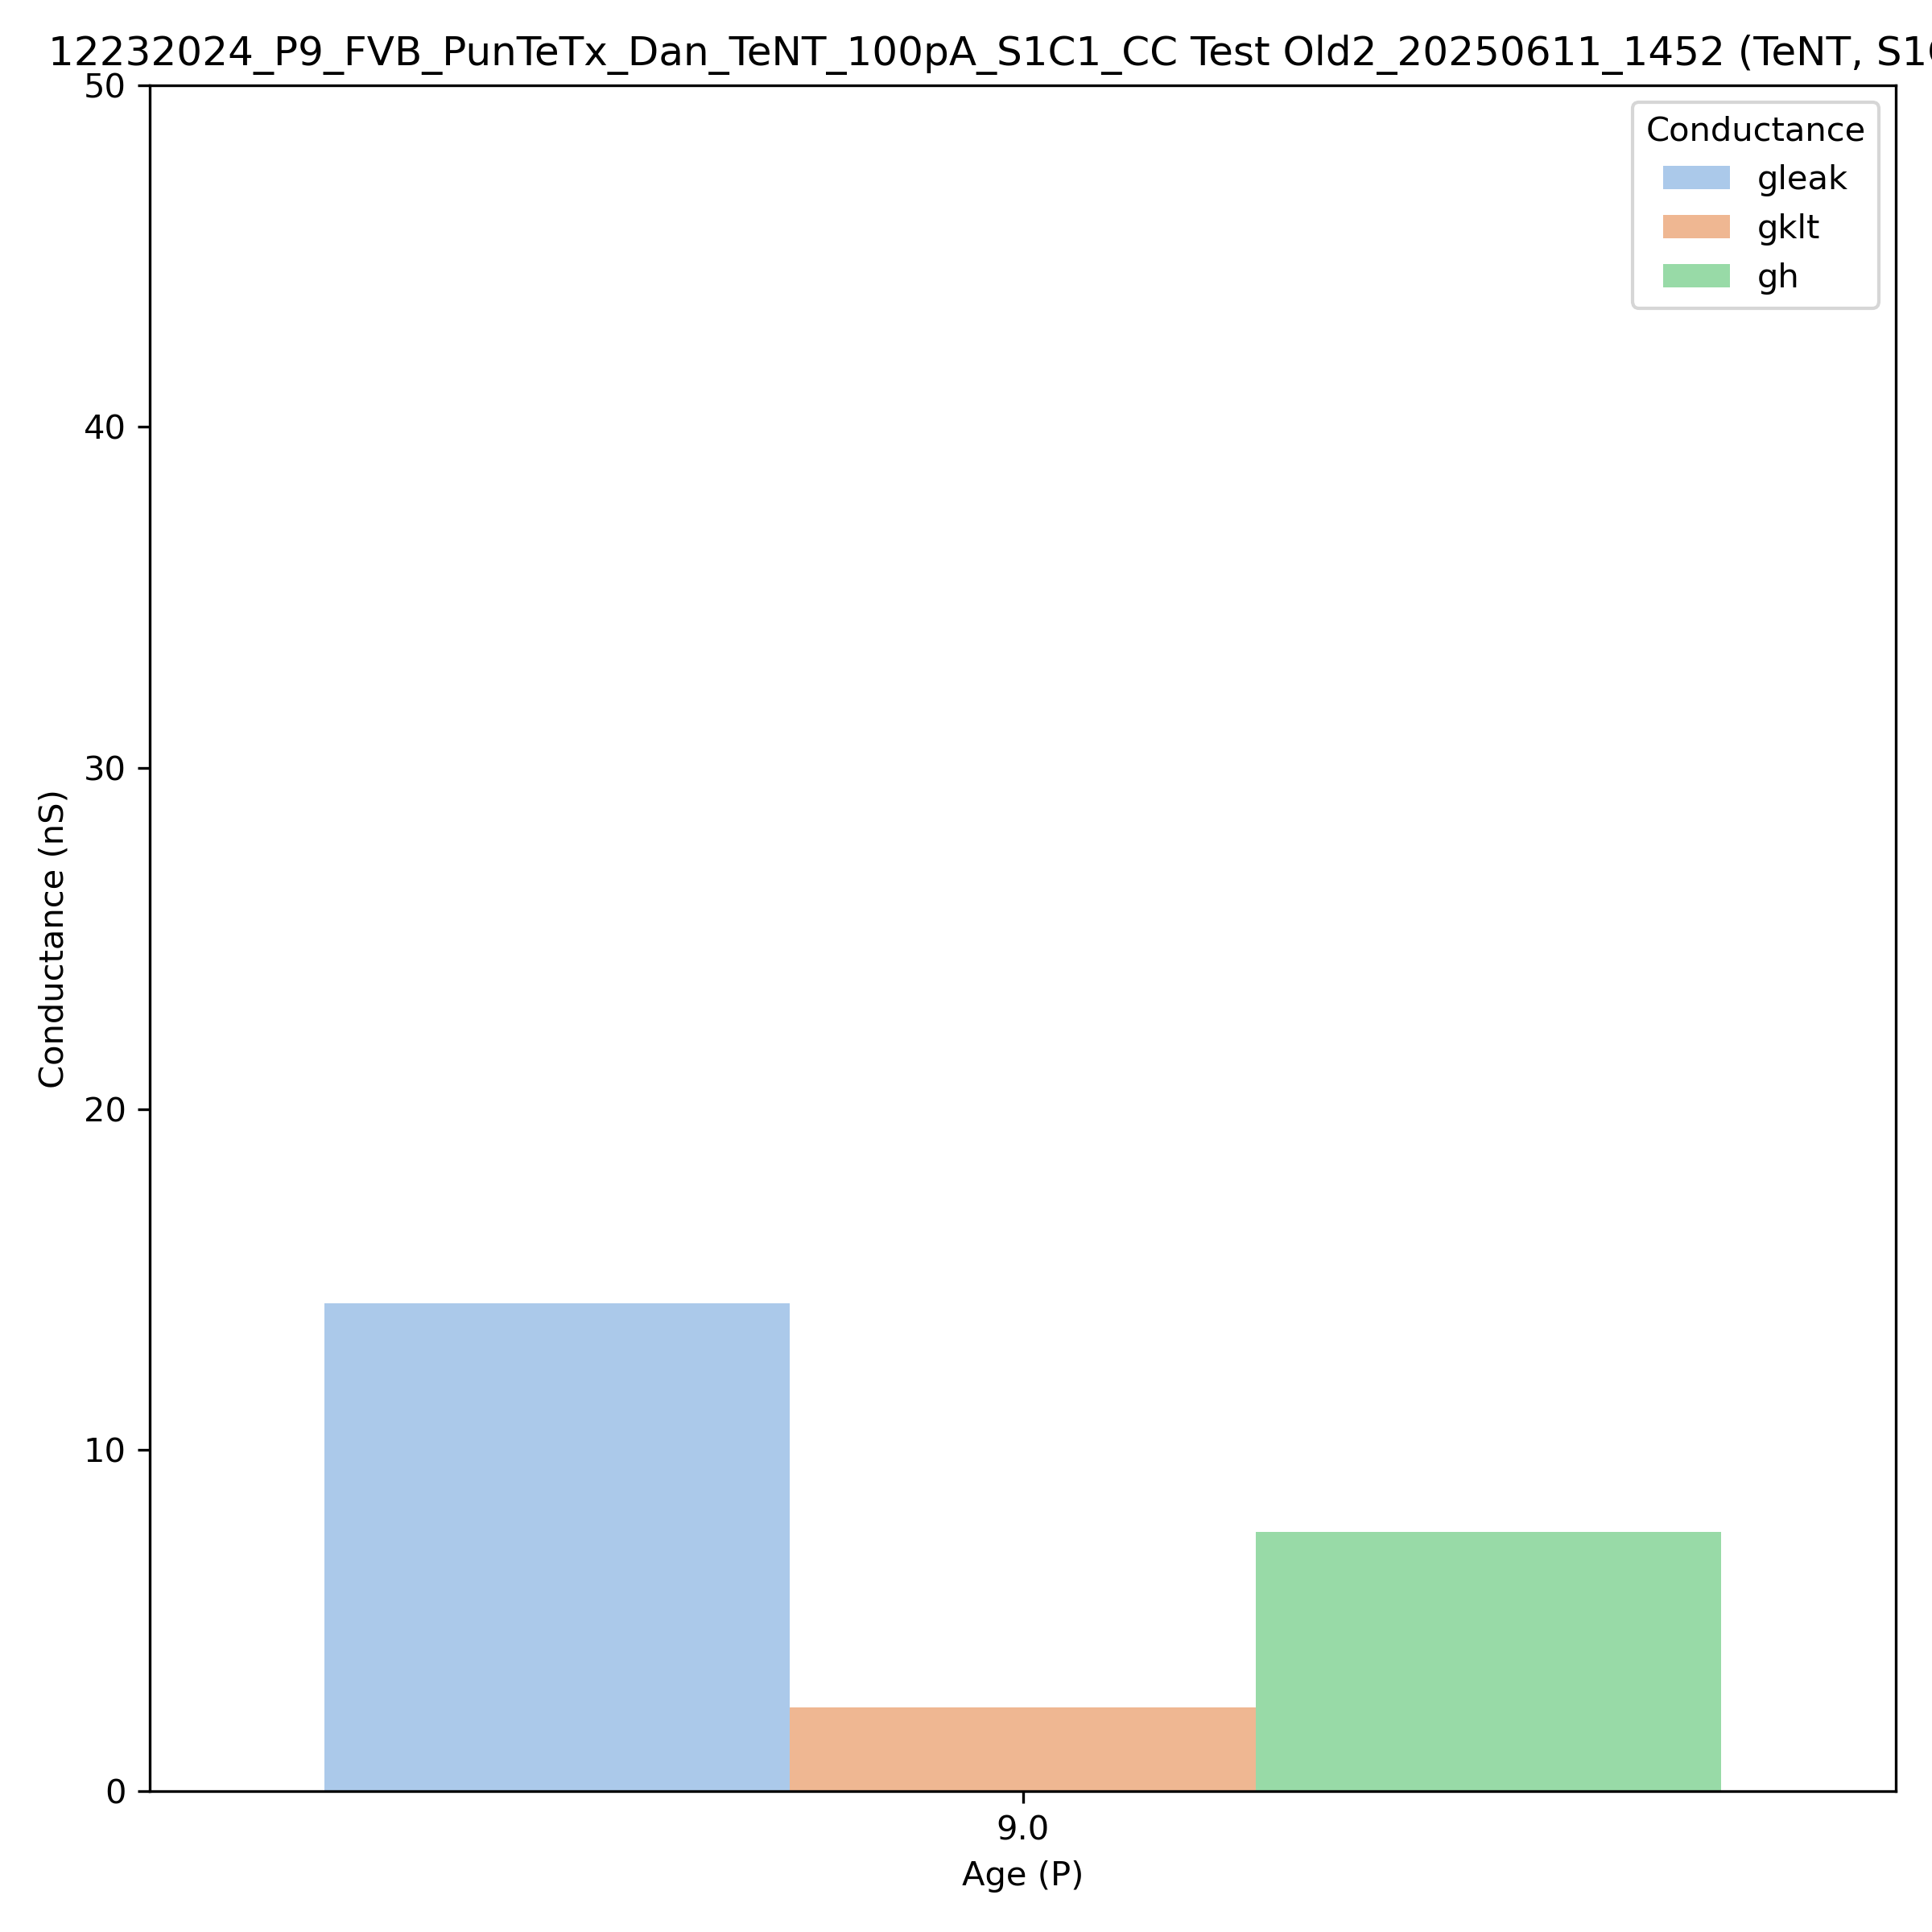 12232024_P9_FVB_PunTeTx_Dan_TeNT_100pA_S1C1_CC Test Old2_20250611_1452 (TeNT, S1
50
Conductance
gleak
gklt
gh
40
30
20
10
0
Conductance (nS)
9.0
Age (P)